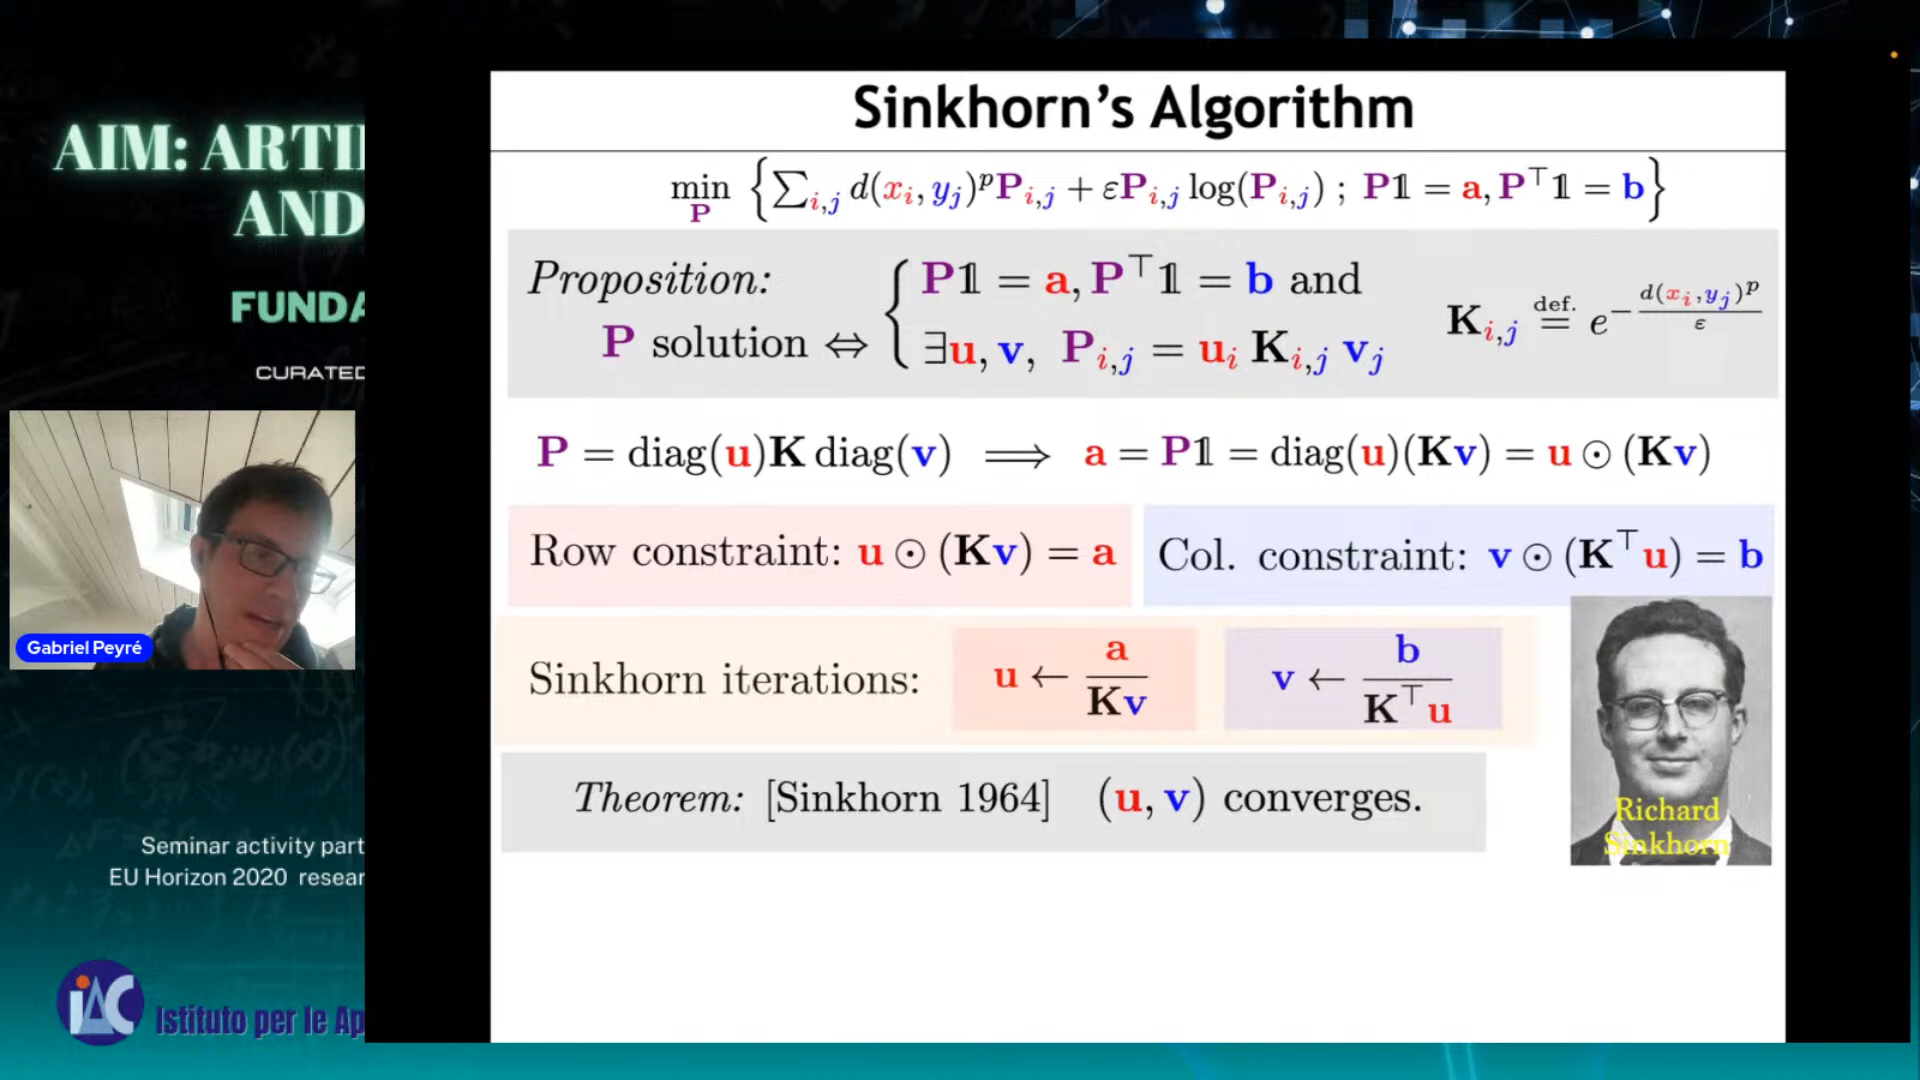 AIM: ARTI
AND
FUNDA
CURATED
Gabriel Peyré
Seminar activity part
EU Horizon 2020 resear
iAC Istituto per le Ap
Sinkhorn's Algorithm
min_P { ∑_{i,j} d(x_i, y_j)^p P_{i,j} + εP_{i,j} log(P_{i,j}) ; P𝟙 = a, P^⊤𝟙 = b }
Proposition: { P𝟙 = a, P^⊤𝟙 = b and
P solution ⇔ ∃u, v, P_{i,j} = u_i K_{i,j} v_j
K_{i,j} def.= e^{-d(x_i,y_j)^p/ε}
P = diag(u)K diag(v) ⟹ a = P𝟙 = diag(u)(Kv) = u ⊙ (Kv)
Row constraint: u ⊙ (Kv) = a
Col. constraint: v ⊙ (K^⊤u) = b
Sinkhorn iterations: u ← a/Kv v ← b/K^⊤u
Theorem: [Sinkhorn 1964] (u, v) converges.
Richard
Sinkhorn